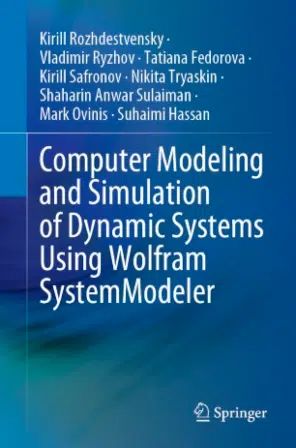 Kirill Rozhdestvensky ·
Vladimir Ryzhov · Tatiana Fedorova ·
Kirill Safronov · Nikita Tryaskin ·
Shaharin Anwar Sulaiman ·
Mark Ovinis · Suhaimi Hassan
Computer Modeling
and Simulation
of Dynamic Systems
Using Wolfram
SystemModeler
Springer